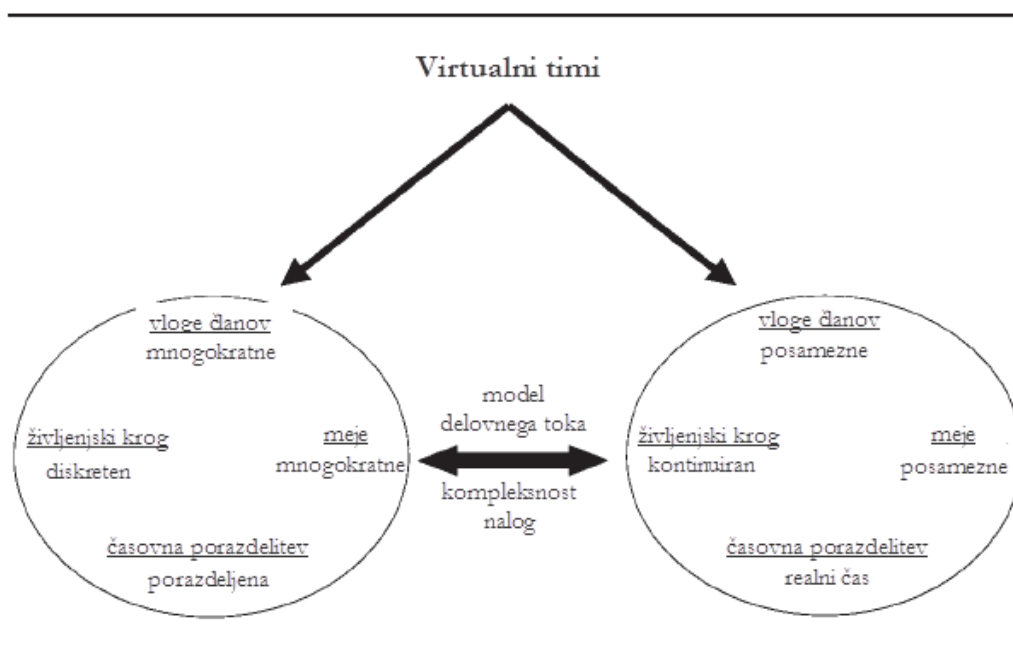 Virtualni timi
vloge članov
mnogokratne
življenjski krog
diskreten
meje
mnogokratne
časovna porazdelitev
porazdeljena
model
delovnega toka
kompleksnost
nalog
vloge članov
posamezne
življenjski krog
kontinuiran
meje
posamezne
časovna porazdelitev
realni čas